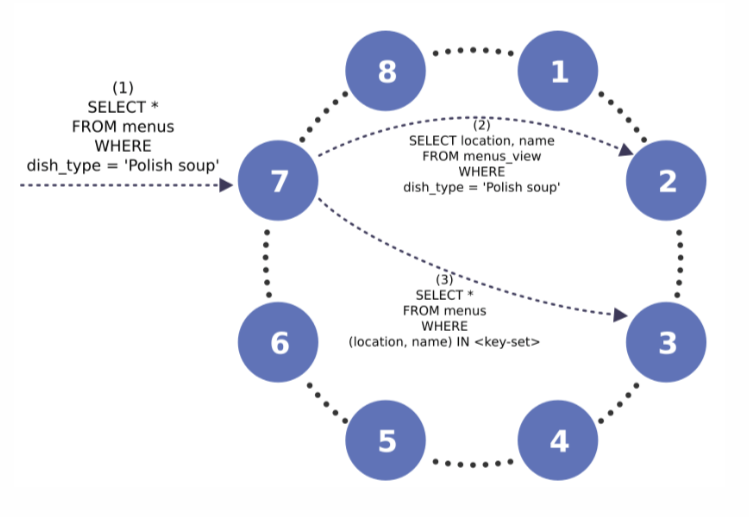 (1)
SELECT *
FROM menus
WHERE
dish_type = 'Polish soup'
8
1
7
(2)
SELECT location, name
FROM menus_view
WHERE
dish_type = 'Polish soup'
2
(3)
SELECT *
FROM menus
WHERE
(location, name) IN <key-set>
6
3
5
4